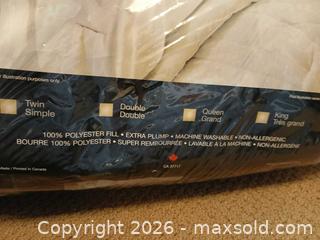 r illustration purposes only
Twin
Simple
Double
Double
Queen
Grand
King
Très grand
100% POLYESTER FILL • EXTRA PLUMP • MACHINE WASHABLE • NON-ALLERGENIC
BOURRE 100% POLYESTER • SUPER REMBOURRÉE • LAVABLE À LA MACHINE • NON-ALLERGÈNE
Made / Printed in Canada
Copyright 2026 - maxsold.com